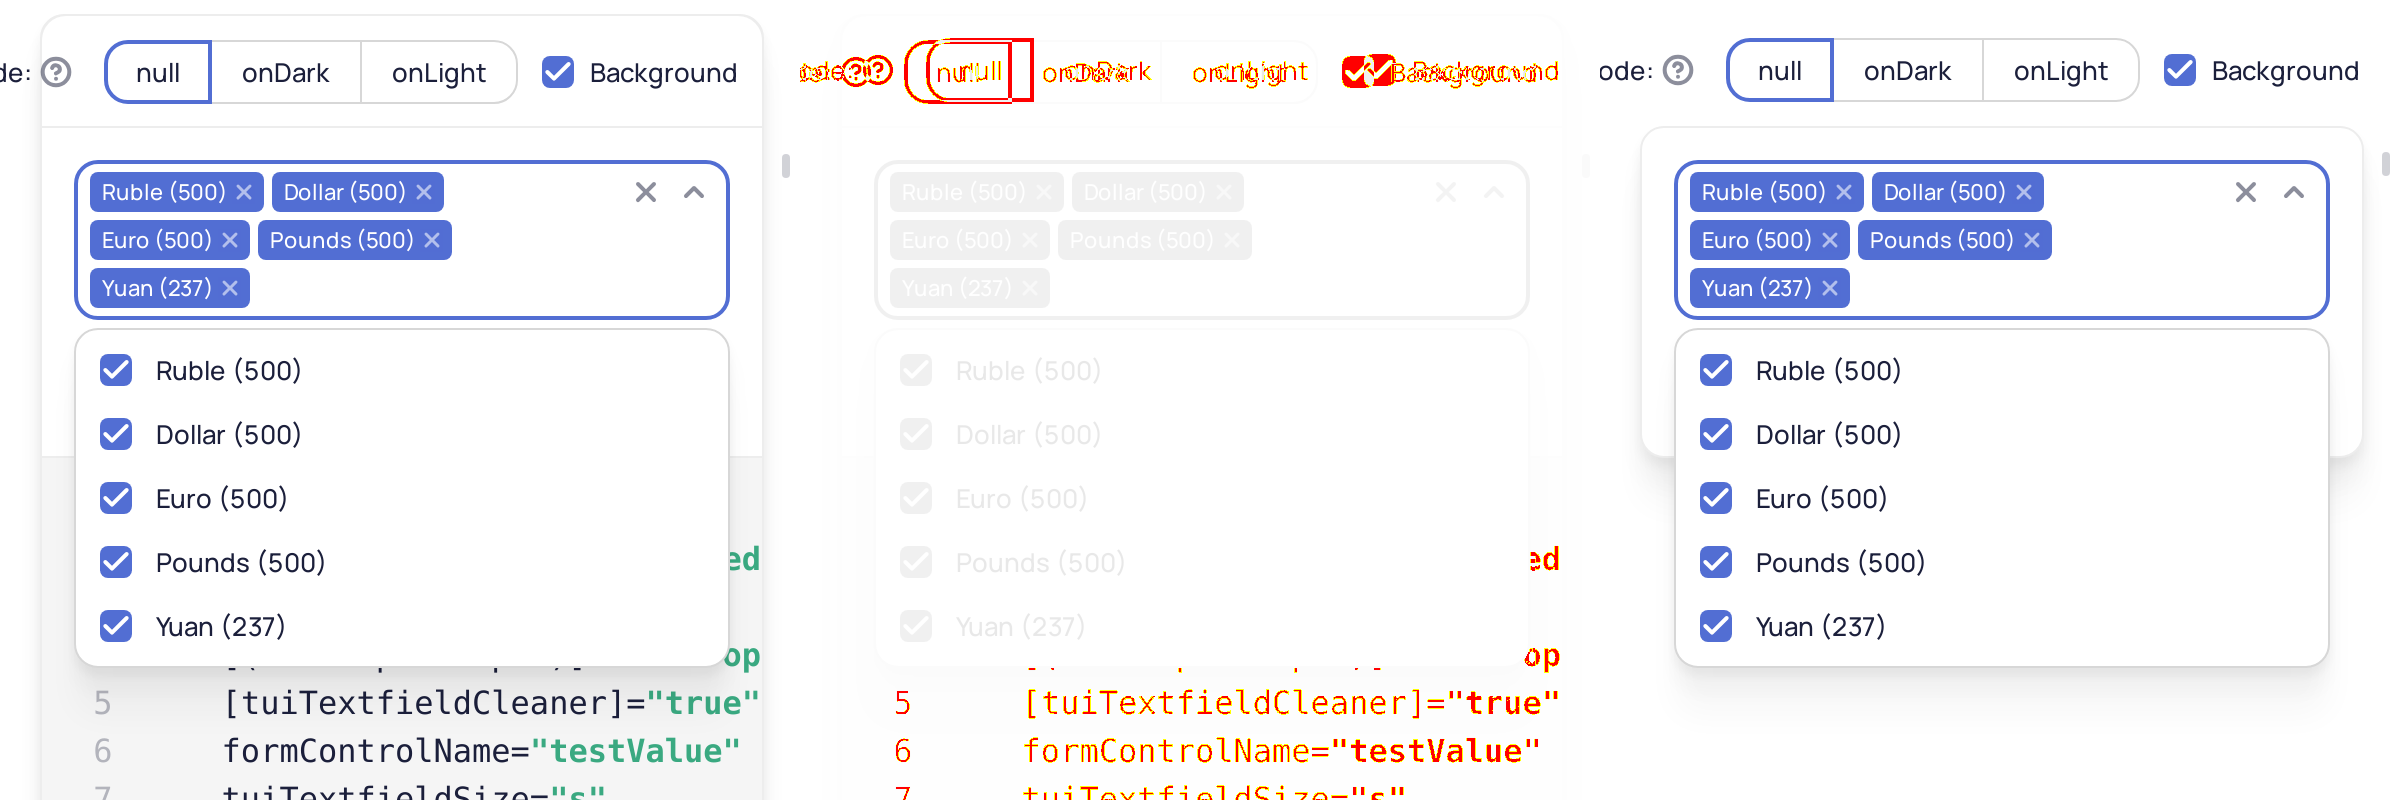 de: null onDark onLight Background
Ruble (500) Dollar (500)
Euro (500) Pounds (500)
Yuan (237)
Ruble (500)
Dollar (500)
Euro (500)
Pounds (500)
Yuan (237)
ed
op
5 [tuiTextfieldCleaner]="true"
6 formControlName="testValue"
7 tuiTextfieldSize="s"
null onDark onLight Background
Ruble (500) Dollar (500)
Euro (500) Pounds (500)
Yuan (237)
Ruble (500)
Dollar (500)
Euro (500)
Pounds (500)
Yuan (237)
ed
op
5 [tuiTextfieldCleaner]="true"
6 formControlName="testValue"
7 tuiTextfieldSize="s"
ode: null onDark onLight Background
Ruble (500) Dollar (500)
Euro (500) Pounds (500)
Yuan (237)
Ruble (500)
Dollar (500)
Euro (500)
Pounds (500)
Yuan (237)